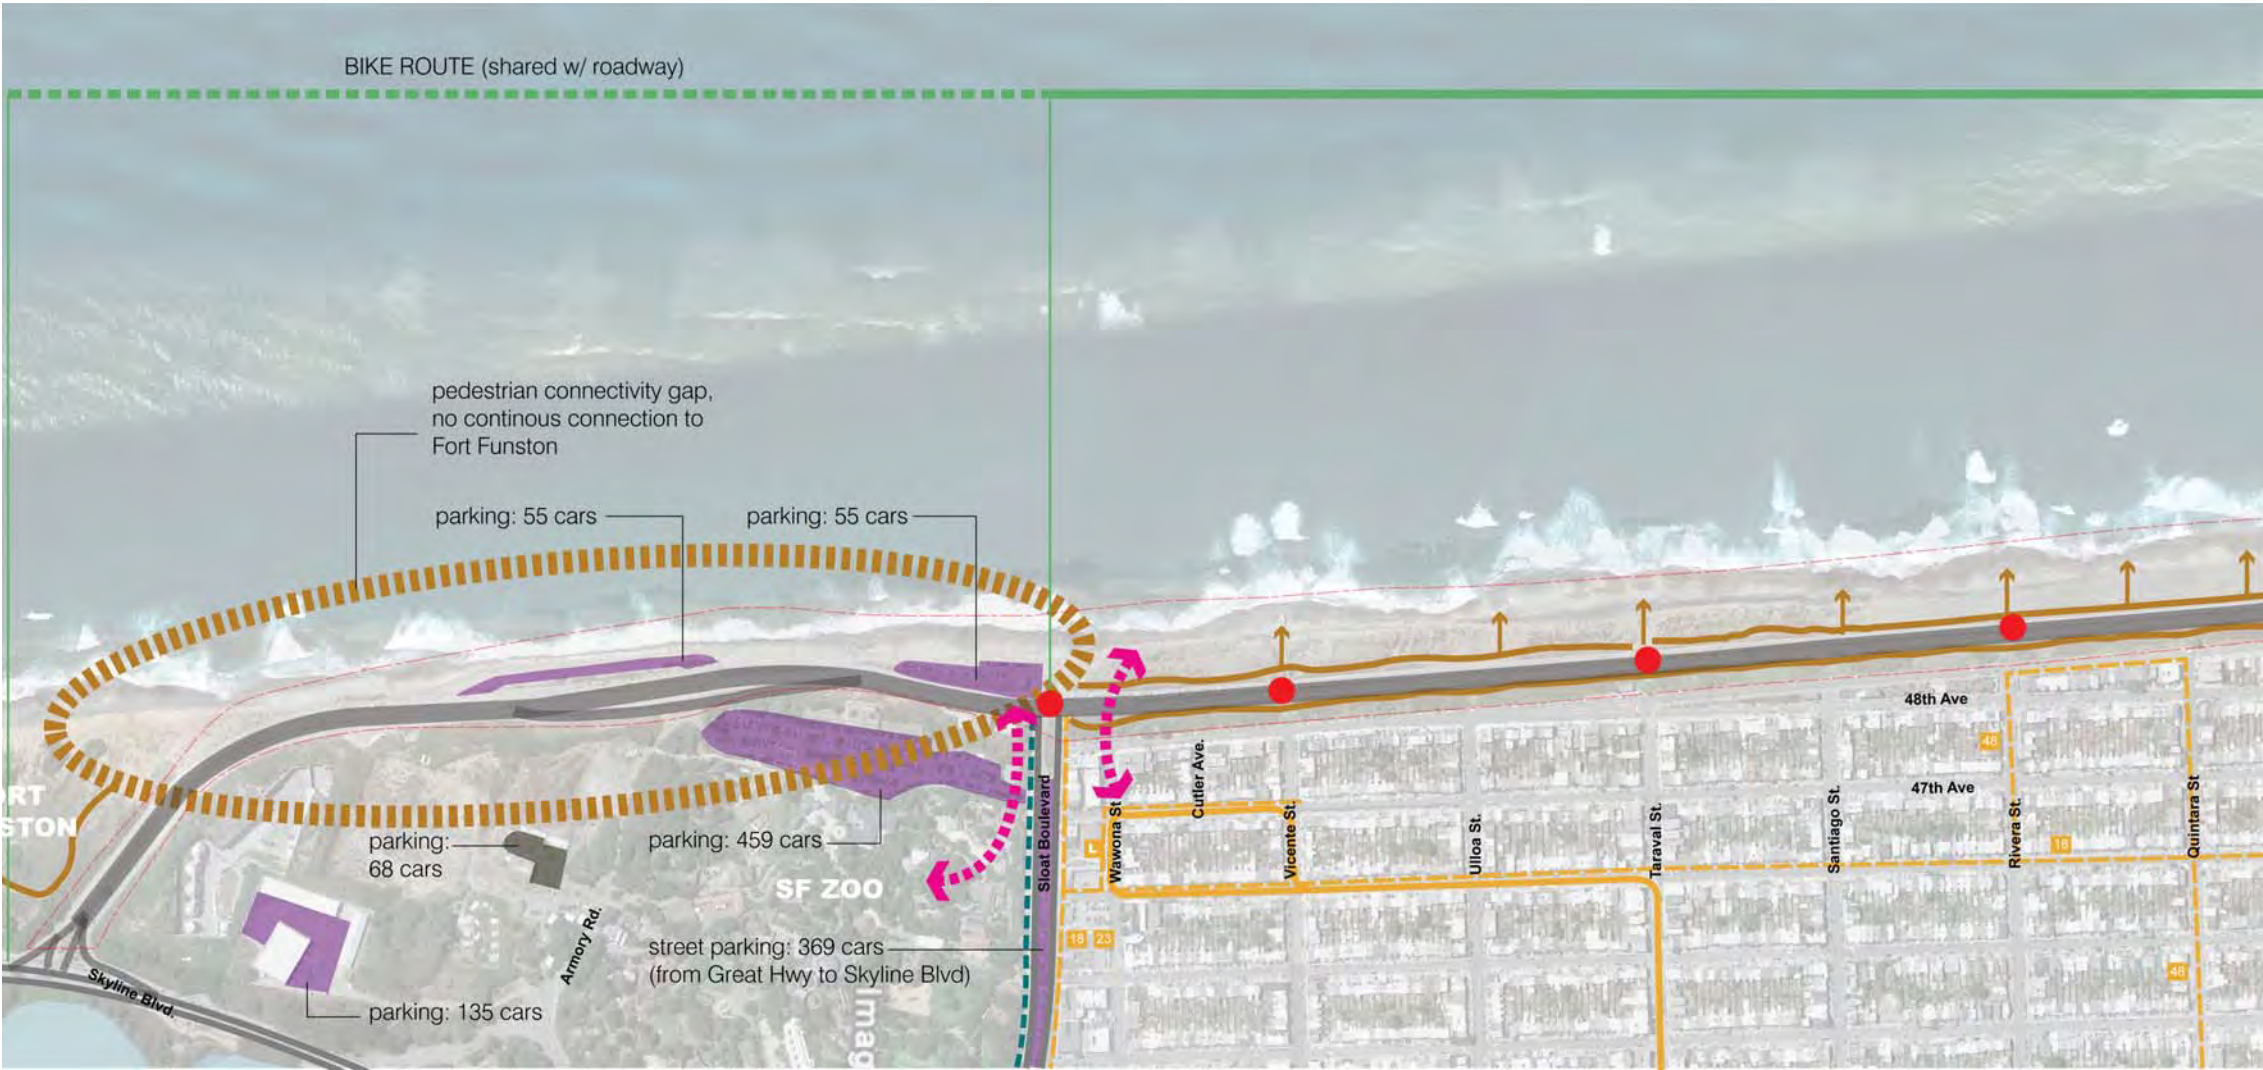 BIKE ROUTE (shared w/ roadway)
pedestrian connectivity gap,
no continous connection to
Fort Funston
parking: 55 cars
parking: 55 cars
48th Ave
48
47th Ave
Cutler Ave.
Sloat Boulevard
Wawona St
Vicente St.
Ulloa St.
Taraval St.
Santiago St.
Rivera St.
Quintara St
RT
STON
parking:
68 cars
parking: 459 cars
L
18
SF ZOO
Armory Rd.
street parking: 369 cars
(from Great Hwy to Skyline Blvd)
18
23
48
Skyline Blvd.
parking: 135 cars
Imag